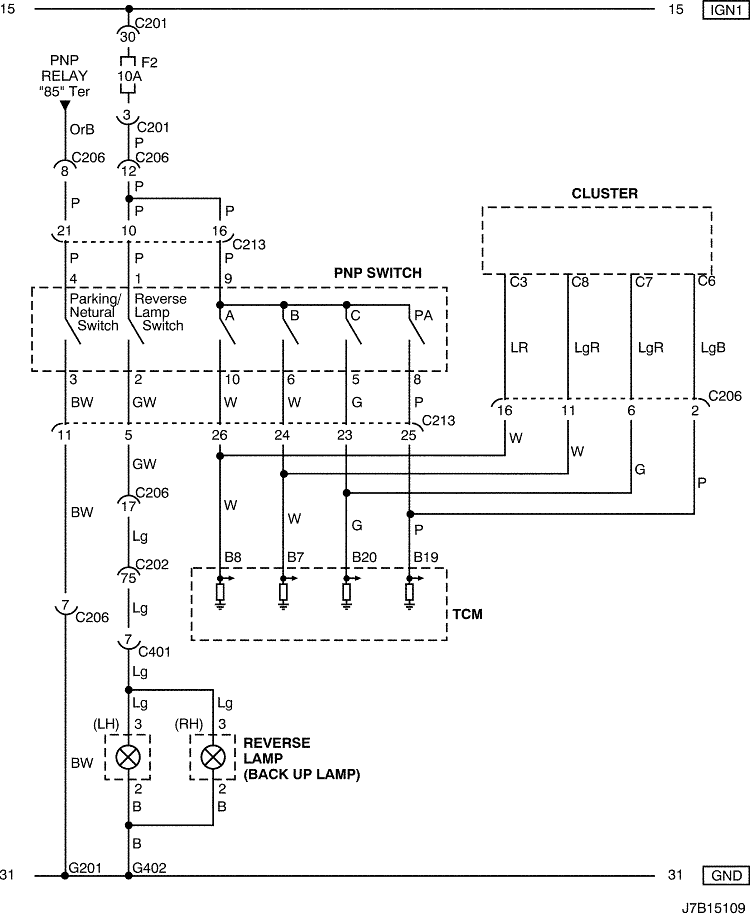 15 15 IGN1
C201
30
PNP
RELAY
"85" Ter
F2
10A
3
C201
OrB P
C206 C206
8 12
P
P P P
21 10 16 C213
P P P
4 1 9
PNP SWITCH
Parking/
Netural
Switch
Reverse
Lamp
Switch
A B C PA
3 2 10 6 5 8
BW GW W W G P
C213
11 5 26 24 23 25
CLUSTER
C3 C8 C7 C6
LR LgR LgR LgB
C206
16 11 6 2
W W G P
GW
C206
17
BW
W W G P
Lg
B8 B7 B20 B19
C202
75
TCM
Lg
7
C206
7
C401
Lg
Lg Lg
(LH) 3 (RH) 3
REVERSE
LAMP
(BACK UP LAMP)
BW
2 2
B B
B
31 G201 G402 31 GND
J7B15109